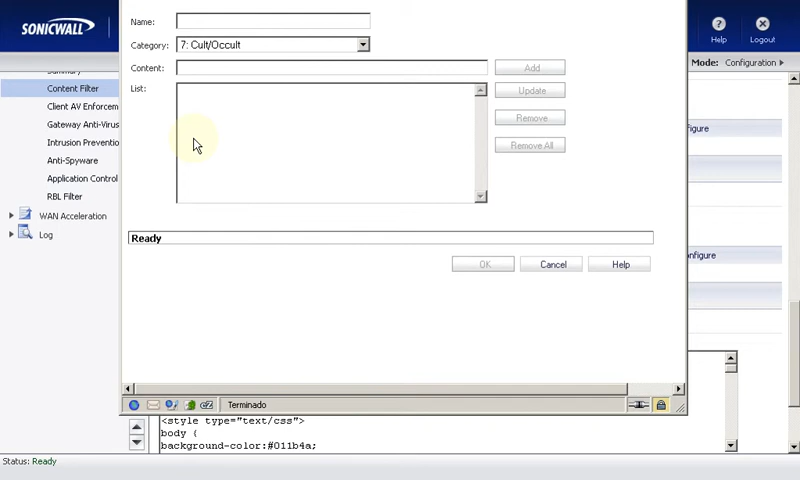 SONICWALL
Name:
Category:
7: Cult/Occult
Content:
Add
List:
Update
Remove
Remove All
Ready
OK
Cancel
Help
Terminado
Help
Logout
Mode: Configuration
Summary
Content Filter
Client AV Enforcem
Gateway Anti-Virus
Intrusion Preventio
Anti-Spyware
Application Control
RBL Filter
WAN Acceleration
Log
nfigure
<style type="text/css">
body {
background-color:#011b4a;
Status: Ready